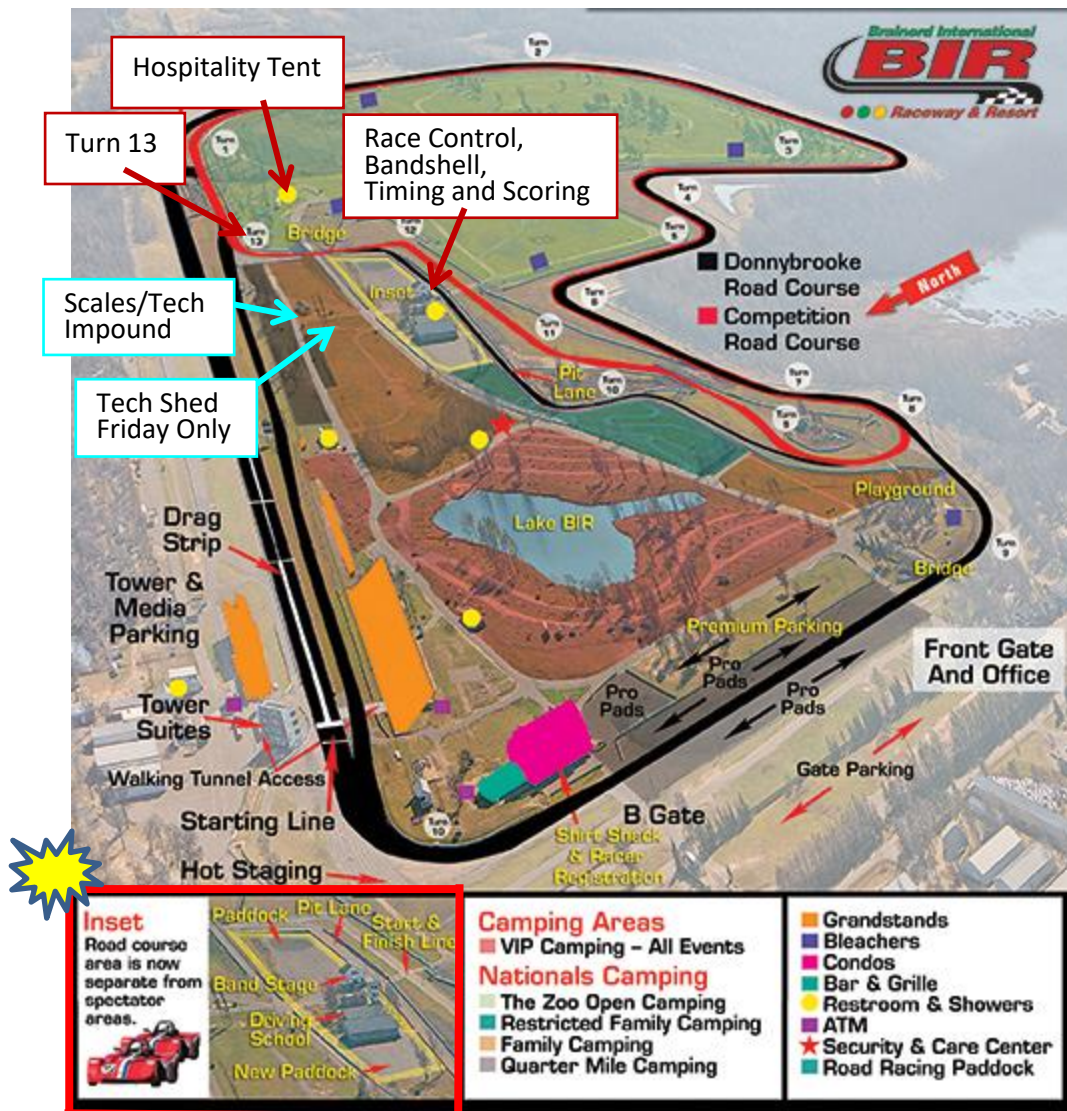 Brainerd International
BIR
Raceway & Resort
Hospitality Tent
Turn 13
Race Control,
Bandshell,
Timing and Scoring
Scales/Tech
Impound
Tech Shed
Friday Only
Turn
2
Turn
1
Turn
3
Turn
4
Turn
5
Turn
12
Turn
13
Bridge
Inset
Turn
6
Turn
11
Donnybrooke
Road Course
Competition
Road Course
North
Pit
Lane
Turn
10
Turn
7
Turn
8
Playground
Lake BIR
Turn
9
Bridge
Drag
Strip
Tower &
Media
Parking
Premium Parking
Pro
Pads
Pro
Pads
Pro
Pads
Front Gate
And Office
Tower
Suites
Walking Tunnel Access
Gate Parking
Starting Line
Turn
10
B Gate
Shirt Shack
& Racer
Registration
Hot Staging
Inset
Road course
area is now
separate from
spectator
areas.
Paddock
Pit Lane
Start &
Finish Line
Band Stage
Driving
School
New Paddock
Camping Areas
VIP Camping – All Events
Nationals Camping
The Zoo Open Camping
Restricted Family Camping
Family Camping
Quarter Mile Camping
Grandstands
Bleachers
Condos
Bar & Grille
Restroom & Showers
ATM
Security & Care Center
Road Racing Paddock